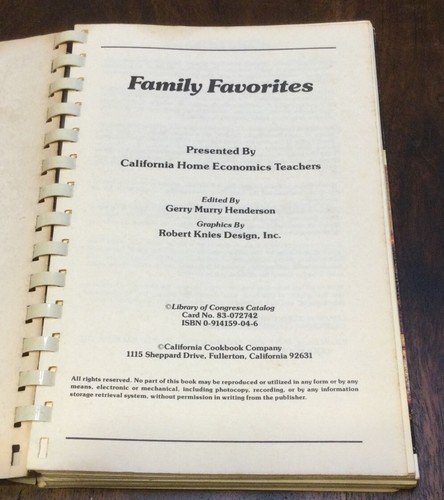 Family Favorites
Presented By
California Home Economics Teachers
Edited By
Gerry Murry Henderson
Graphics By
Robert Knies Design, Inc.
©Library of Congress Catalog
Card No. 83-072742
ISBN 0-914159-04-6
©California Cookbook Company
1115 Sheppard Drive, Fullerton, California 92631
All rights reserved. No part of this book may be reproduced or utilized in any form or by any
means, electronic or mechanical, including photocopy, recording, or by any information
storage retrieval system, without permission in writing from the publisher.